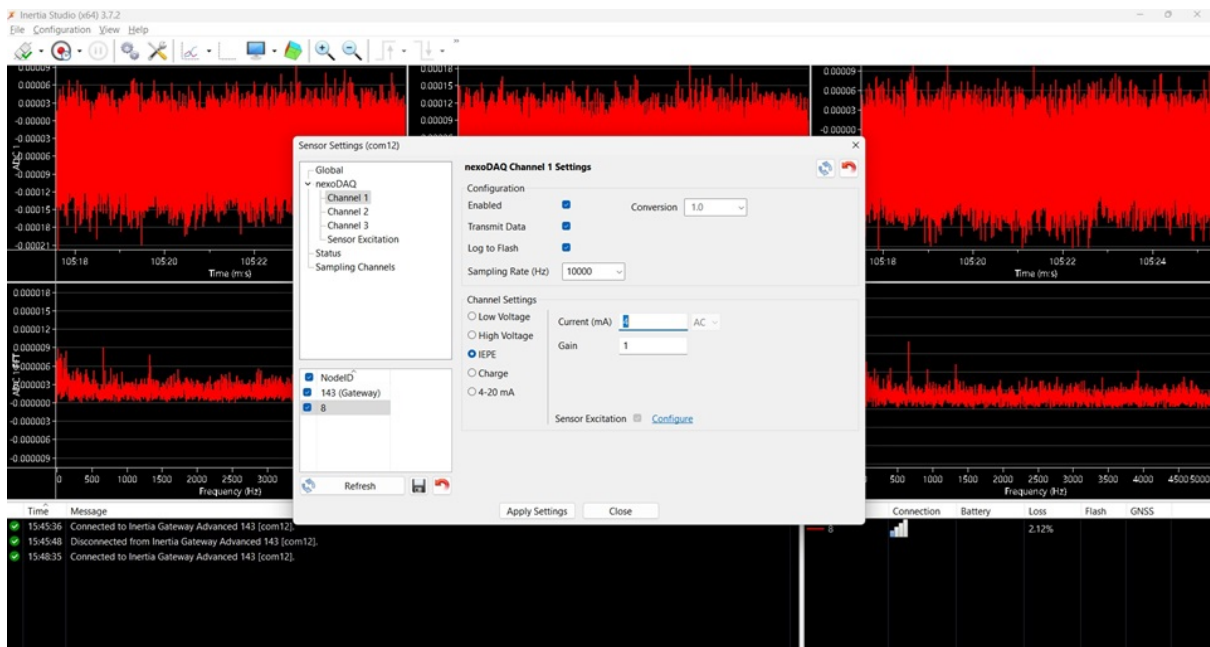 Inertia Studio (x64) 3.7.2
File Configuration View Help
0.00009
0.00006
0.00003
-0.00000
-0.00003
-0.00006
-0.00009
-0.00012
-0.00015
-0.00018
-0.00021
ADC 1
105:18 105:20 105:22
Time (m:s)
0.00018
0.00015
0.00012
0.00009
0.00009
0.00006
0.00003
-0.00000
105:18 105:20 105:22 105:24
Time (m:s)
Sensor Settings (com12)
Global
nexoDAQ
Channel 1
Channel 2
Channel 3
Sensor Excitation
Status
Sampling Channels
NodeID
143 (Gateway)
8
Refresh
nexoDAQ Channel 1 Settings
Configuration
Enabled Conversion 1.0
Transmit Data
Log to Flash
Sampling Rate (Hz) 10000
Channel Settings
Low Voltage
High Voltage
IEPE
Charge
4-20 mA
Current (mA) 4 AC
Gain 1
Sensor Excitation Configure
Apply Settings Close
0.000018
0.000015
0.000012
0.000009
0.000006
0.000003
0.000000
-0.000003
-0.000006
-0.000009
ADC 1-FFT
0 500 1000 1500 2000 2500 3000
Frequency (Hz)
500 1000 1500 2000 2500 3000 3500 4000 4500 5000
Frequency (Hz)
Time Message
15:45:36 Connected to Inertia Gateway Advanced 143 [com12].
15:45:48 Disconnected from Inertia Gateway Advanced 143 [com12].
15:48:35 Connected to Inertia Gateway Advanced 143 [com12].
Connection Battery Loss Flash GNSS
8 2.12%